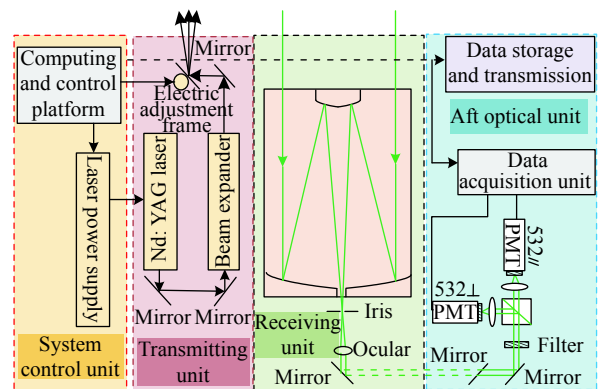 Computing
and control
platform
Laser power
supply
System
control unit
Mirror
Electric
adjustment
frame
Nd: YAG laser
Beam expander
Mirror
Mirror
Transmitting
unit
Iris
Receiving
unit
Ocular
Mirror
Data storage
and transmission
Aft optical unit
Data
acquisition unit
PMT
532//
532⊥
PMT
Filter
Mirror
Mirror